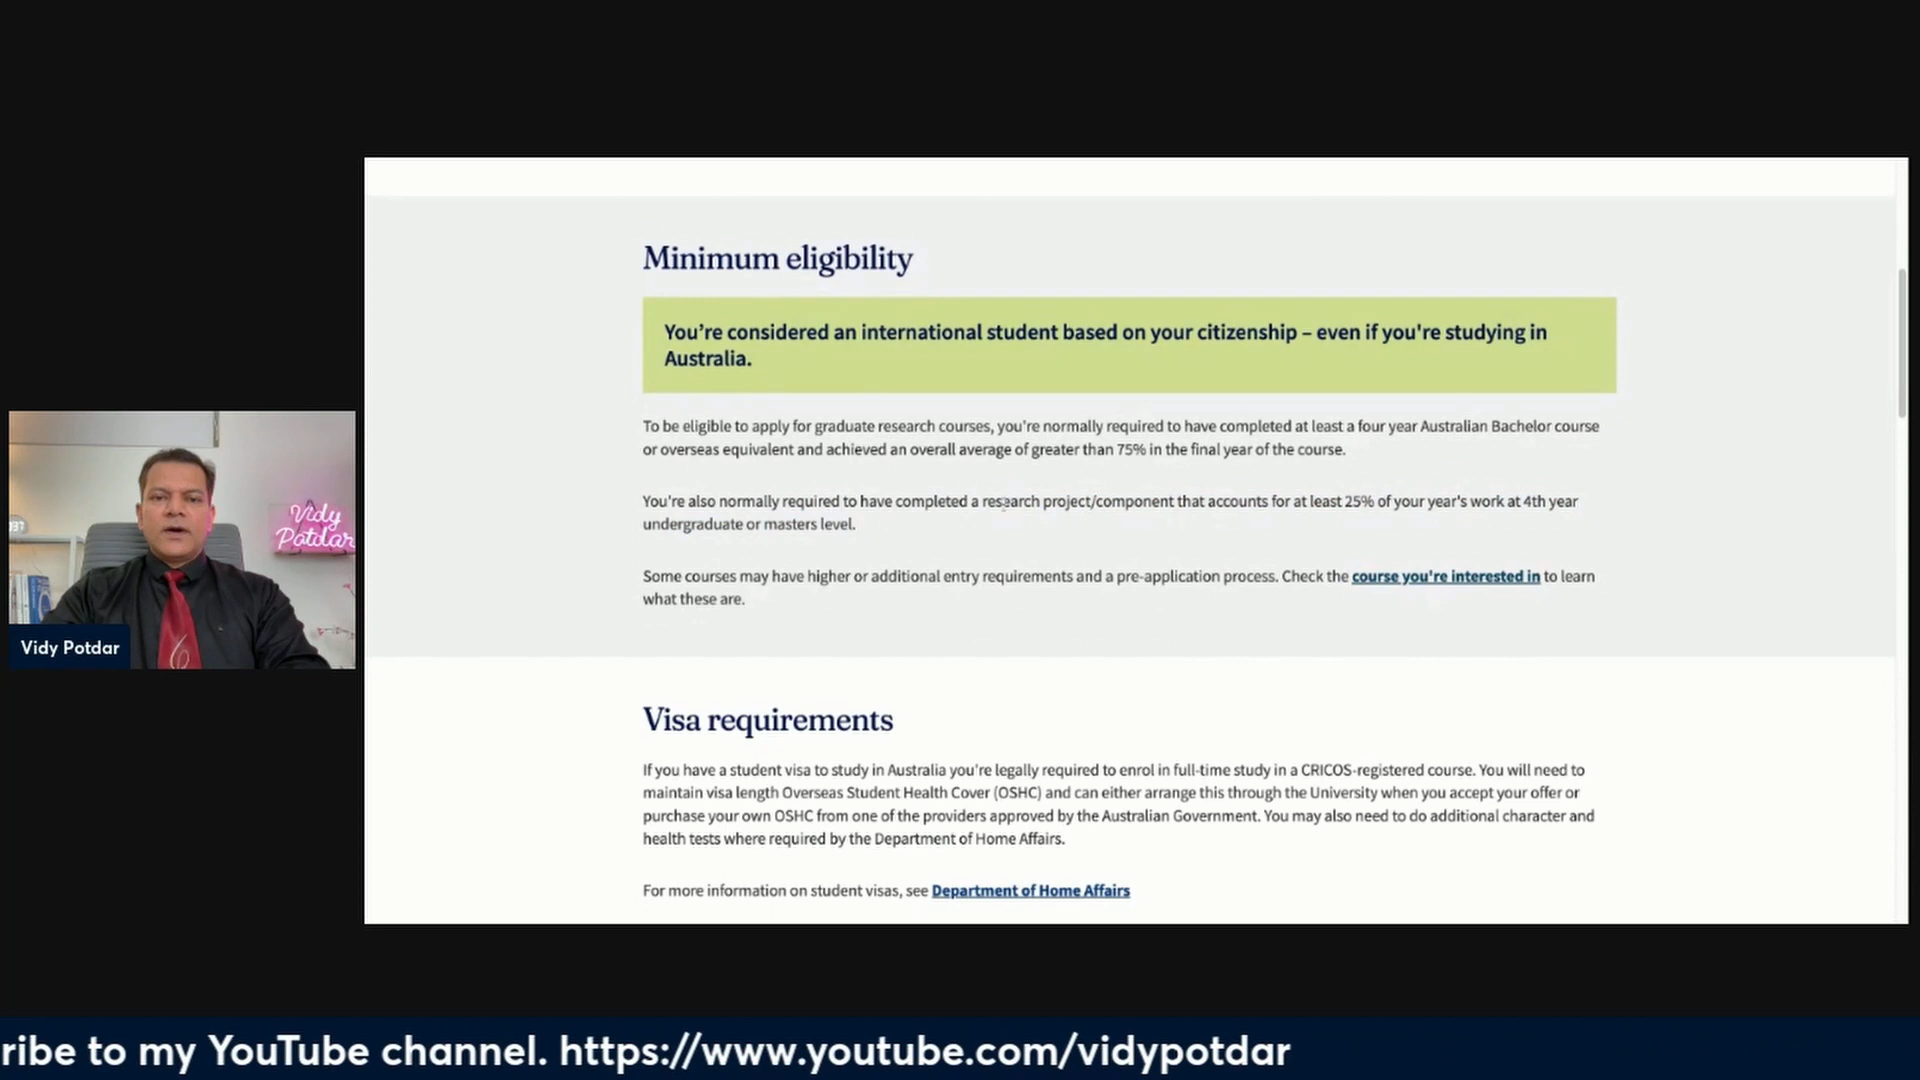 Minimum eligibility
You’re considered an international student based on your citizenship – even if you're studying in
Australia.
To be eligible to apply for graduate research courses, you’re normally required to have completed at least a four year Australian Bachelor course
or overseas equivalent and achieved an overall average of greater than 75% in the final year of the course.
You're also normally required to have completed a research project/component that accounts for at least 25% of your year's work at 4th year
undergraduate or masters level.
Some courses may have higher or additional entry requirements and a pre-application process. Check the course you're interested in to learn
what these are.
Vidy
Potdar
Vidy Potdar
Visa requirements
If you have a student visa to study in Australia you're legally required to enrol in full-time study in a CRICOS-registered course. You will need to
maintain visa length Overseas Student Health Cover (OSHC) and can either arrange this through the University when you accept your offer or
purchase your own OSHC from one of the providers approved by the Australian Government. You may also need to do additional character and
health tests where required by the Department of Home Affairs.
For more information on student visas, see Department of Home Affairs
ribe to my YouTube channel. https://www.youtube.com/vidypotdar